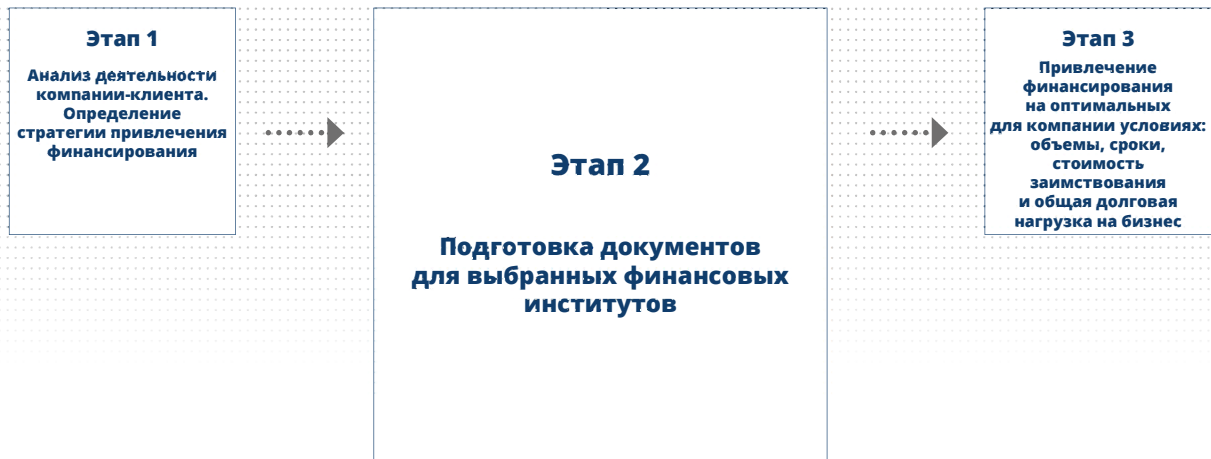 Этап 1
Анализ деятельности
компании-клиента.
Определение
стратегии привлечения
финансирования
Этап 2
Подготовка документов
для выбранных финансовых
институтов
Этап 3
Привлечение
финансирования
на оптимальных
для компании условиях:
объемы, сроки,
стоимость
заимствования
и общая долговая
нагрузка на бизнес